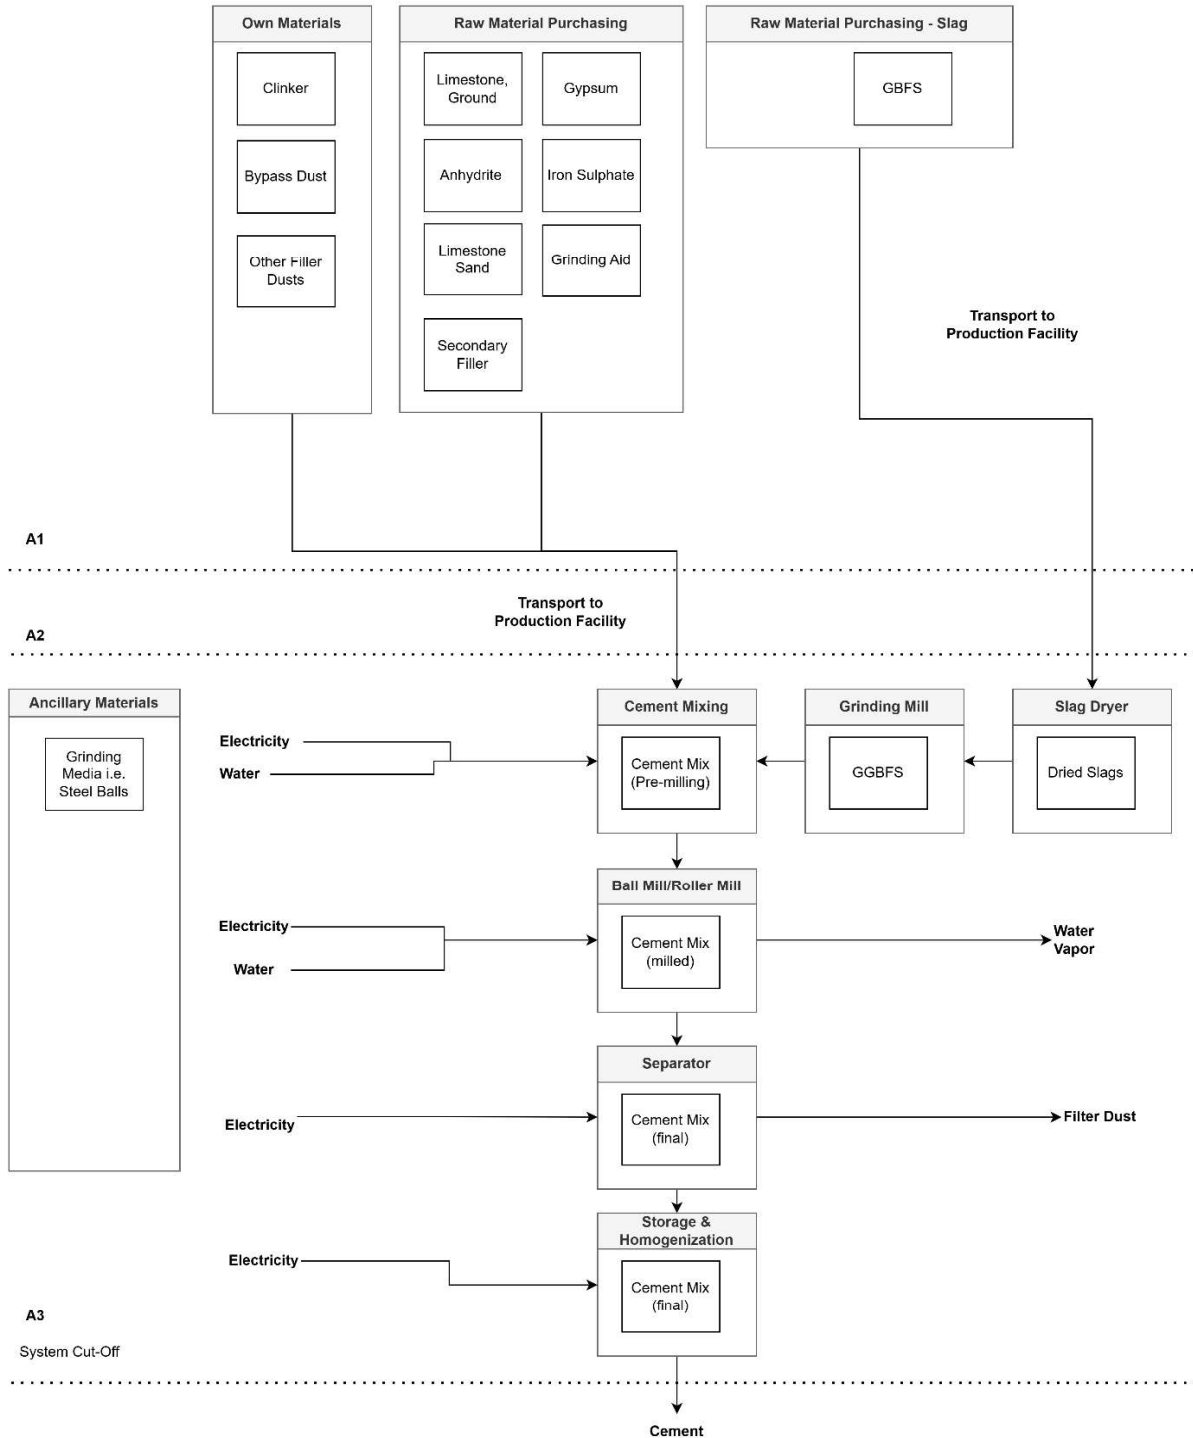 Own Materials
Raw Material Purchasing
Raw Material Purchasing - Slag
Clinker
Bypass Dust
Other Filler
Dusts
Limestone,
Ground
Gypsum
Anhydrite
Iron Sulphate
Limestone
Sand
Grinding Aid
Secondary
Filler
GBFS
Transport to
Production Facility
A1
Transport to
Production Facility
A2
Ancillary Materials
Grinding
Media i.e.
Steel Balls
Electricity
Water
Cement Mixing
Cement Mix
(Pre-milling)
Grinding Mill
GGBFS
Slag Dryer
Dried Slags
Electricity
Water
Ball Mill/Roller Mill
Cement Mix
(milled)
Water
Vapor
Electricity
Separator
Cement Mix
(final)
Filter Dust
Electricity
Storage &
Homogenization
Cement Mix
(final)
A3
System Cut-Off
Cement